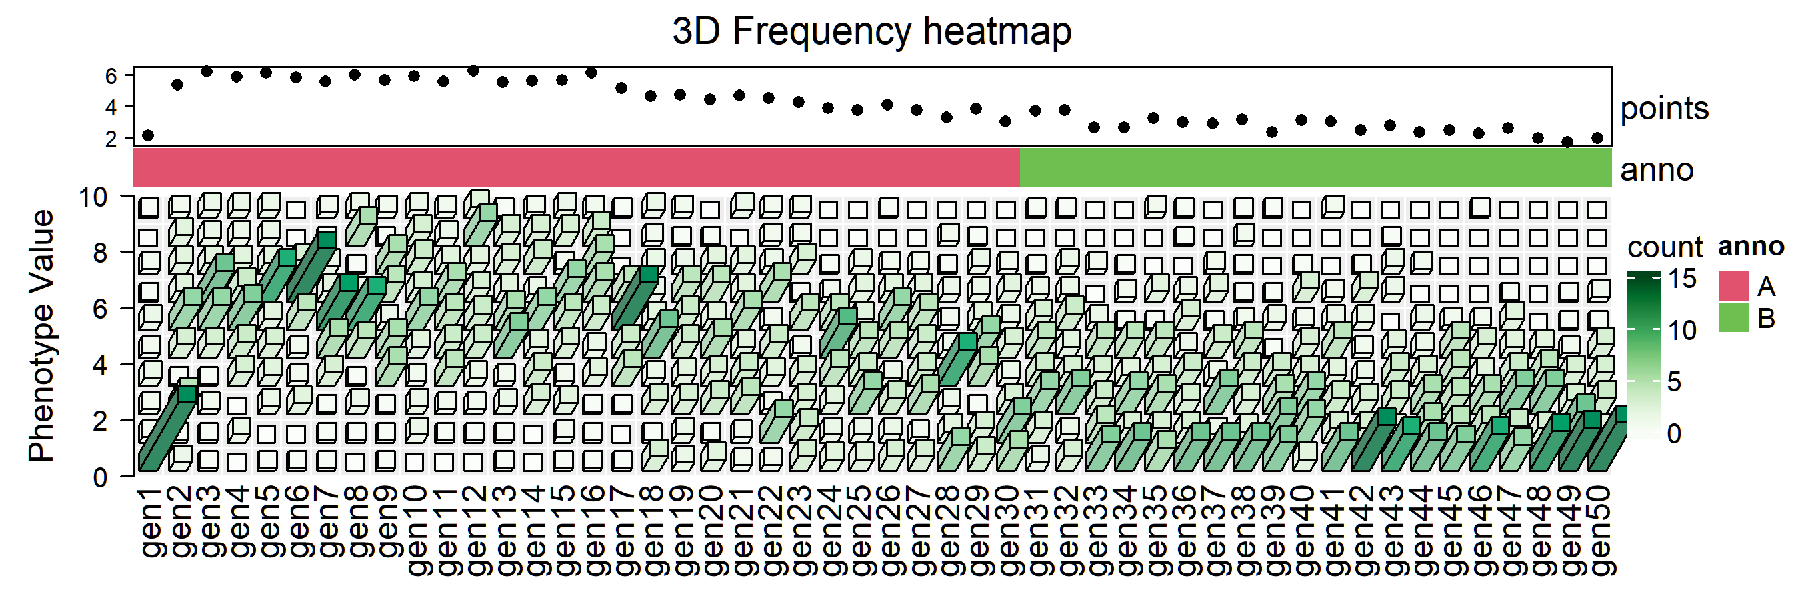 3D Frequency heatmap
6
4
2
points
anno
10
8
6
4
2
0
Phenotype Value
count
15
10
5
0
anno
A
B
gen1
gen2
gen3
gen4
gen5
gen6
gen7
gen8
gen9
gen10
gen11
gen12
gen13
gen14
gen15
gen16
gen17
gen18
gen19
gen20
gen21
gen22
gen23
gen24
gen25
gen26
gen27
gen28
gen29
gen30
gen31
gen32
gen33
gen34
gen35
gen36
gen37
gen38
gen39
gen40
gen41
gen42
gen43
gen44
gen45
gen46
gen47
gen48
gen49
gen50